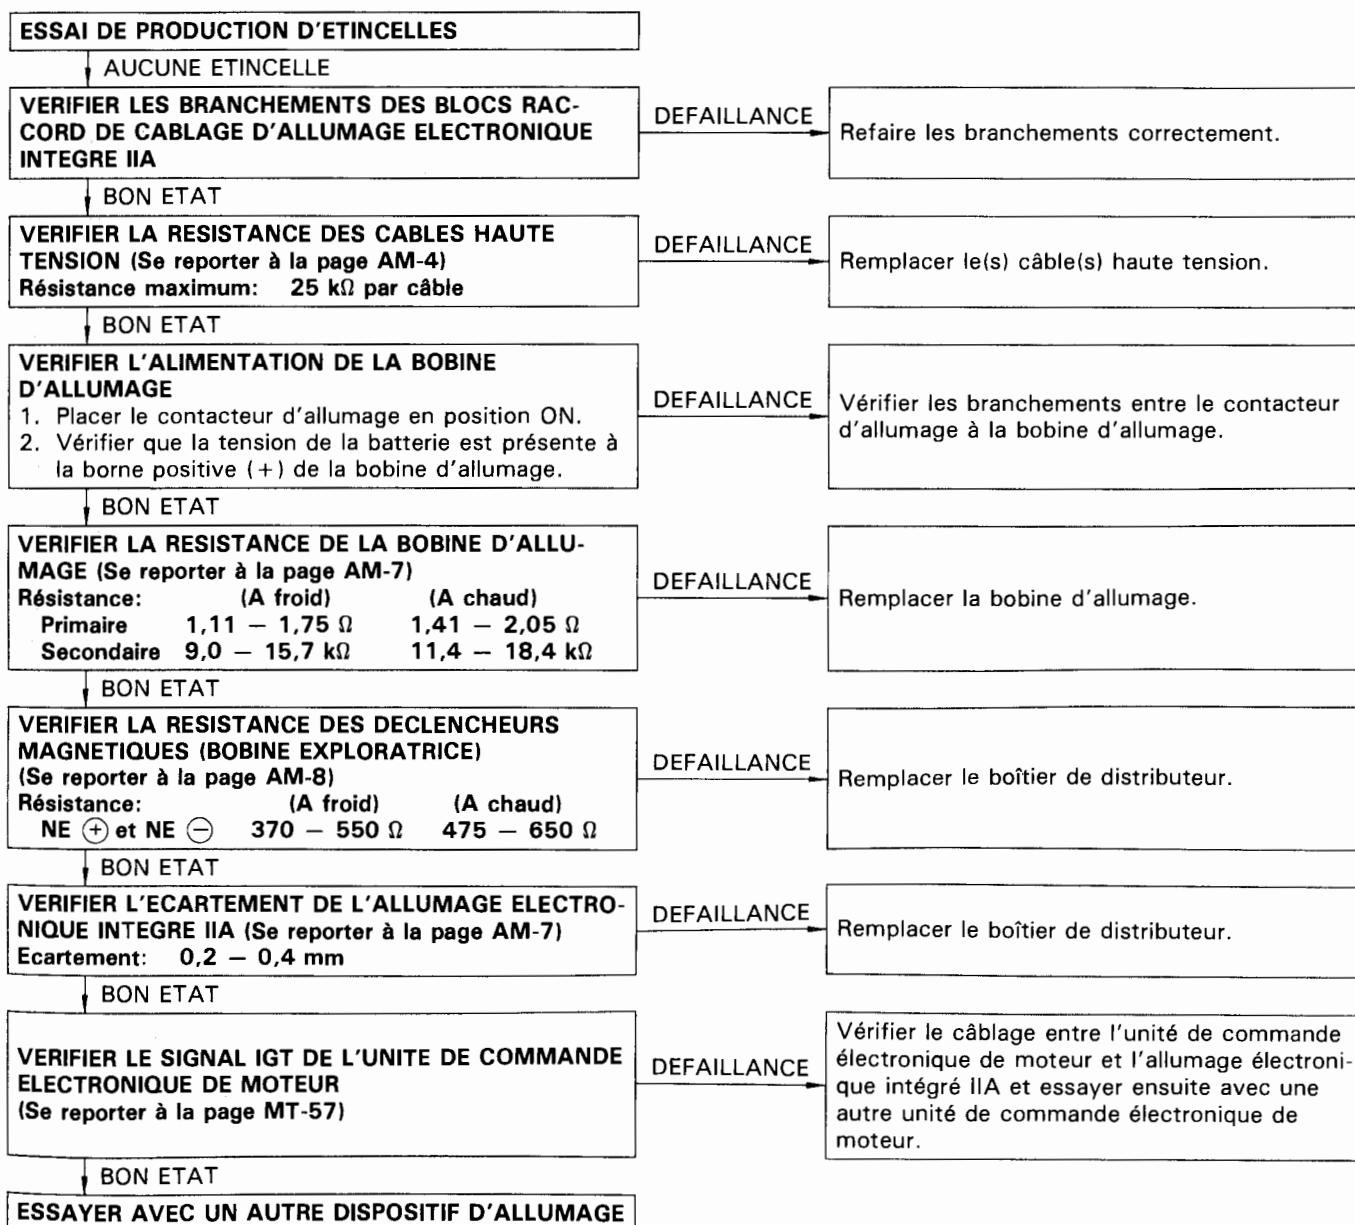 ESSAI DE PRODUCTION D'ETINCELLES
AUCUNE ETINCELLE
VERIFIER LES BRANCHEMENTS DES BLOCS RAC-
CORD DE CABLAGE D'ALLUMAGE ELECTRONIQUE
INTEGRE IIA
DEFAILLANCE
Refaire les branchements correctement.
BON ETAT
VERIFIER LA RESISTANCE DES CABLES HAUTE
TENSION (Se reporter à la page AM-4)
Résistance maximum: 25 kΩ par câble
DEFAILLANCE
Remplacer le(s) câble(s) haute tension.
BON ETAT
VERIFIER L'ALIMENTATION DE LA BOBINE
D'ALLUMAGE
1. Placer le contacteur d'allumage en position ON.
2. Vérifier que la tension de la batterie est présente à
la borne positive (+) de la bobine d'allumage.
DEFAILLANCE
Vérifier les branchements entre le contacteur
d'allumage à la bobine d'allumage.
BON ETAT
VERIFIER LA RESISTANCE DE LA BOBINE D'ALLU-
MAGE (Se reporter à la page AM-7)
Résistance: (A froid) (A chaud)
Primaire 1,11 — 1,75 Ω 1,41 — 2,05 Ω
Secondaire 9,0 — 15,7 kΩ 11,4 — 18,4 kΩ
DEFAILLANCE
Remplacer la bobine d'allumage.
BON ETAT
VERIFIER LA RESISTANCE DES DECLENCHEURS
MAGNETIQUES (BOBINE EXPLORATRICE)
(Se reporter à la page AM-8)
Résistance: (A froid) (A chaud)
NE ⊕ et NE ⊖ 370 — 550 Ω 475 — 650 Ω
DEFAILLANCE
Remplacer le boîtier de distributeur.
BON ETAT
VERIFIER L'ECARTEMENT DE L'ALLUMAGE ELECTRO-
NIQUE INTEGRE IIA (Se reporter à la page AM-7)
Ecartement: 0,2 — 0,4 mm
DEFAILLANCE
Remplacer le boîtier de distributeur.
BON ETAT
VERIFIER LE SIGNAL IGT DE L'UNITE DE COMMANDE
ELECTRONIQUE DE MOTEUR
(Se reporter à la page MT-57)
DEFAILLANCE
Vérifier le câblage entre l'unité de commande
électronique de moteur et l'allumage électroni-
que intégré IIA et essayer ensuite avec une
autre unité de commande électronique de
moteur.
BON ETAT
ESSAYER AVEC UN AUTRE DISPOSITIF D'ALLUMAGE